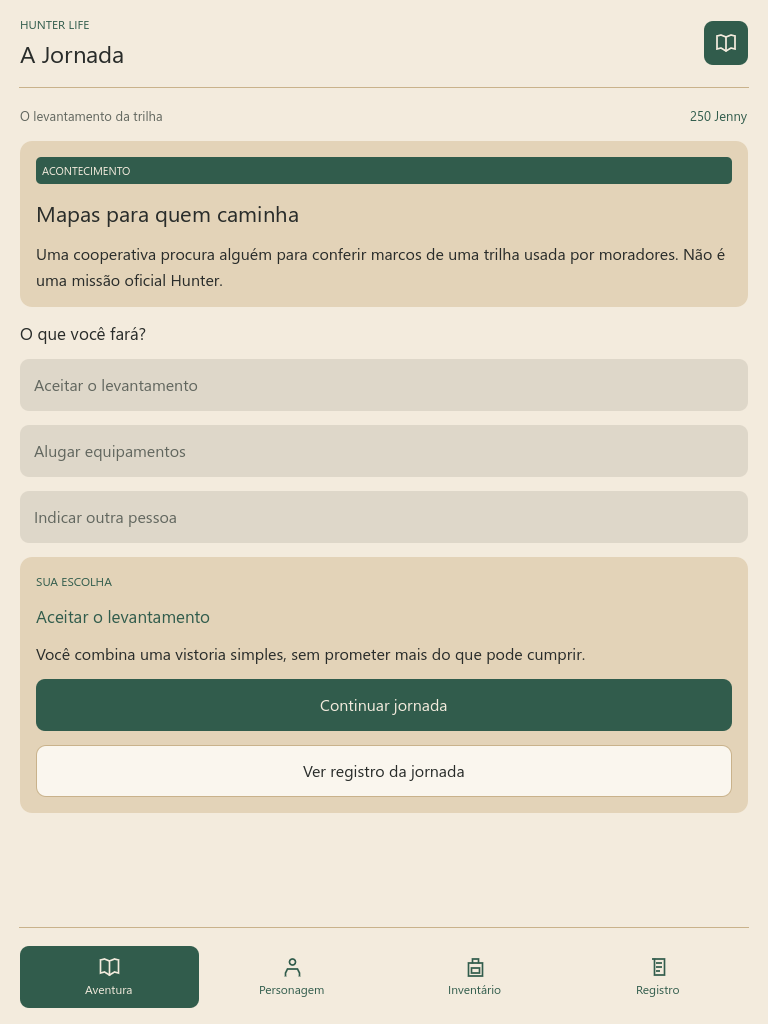 HUNTER LIFE
A Jornada
O levantamento da trilha
250 Jenny
ACONTECIMENTO
Mapas para quem caminha
Uma cooperativa procura alguém para conferir marcos de uma trilha usada por moradores. Não é
uma missão oficial Hunter.
O que você fará?
Aceitar o levantamento
Alugar equipamentos
Indicar outra pessoa
SUA ESCOLHA
Aceitar o levantamento
Você combina uma vistoria simples, sem prometer mais do que pode cumprir.
Continuar jornada
Ver registro da jornada
Aventura
Personagem
Inventário
Registro